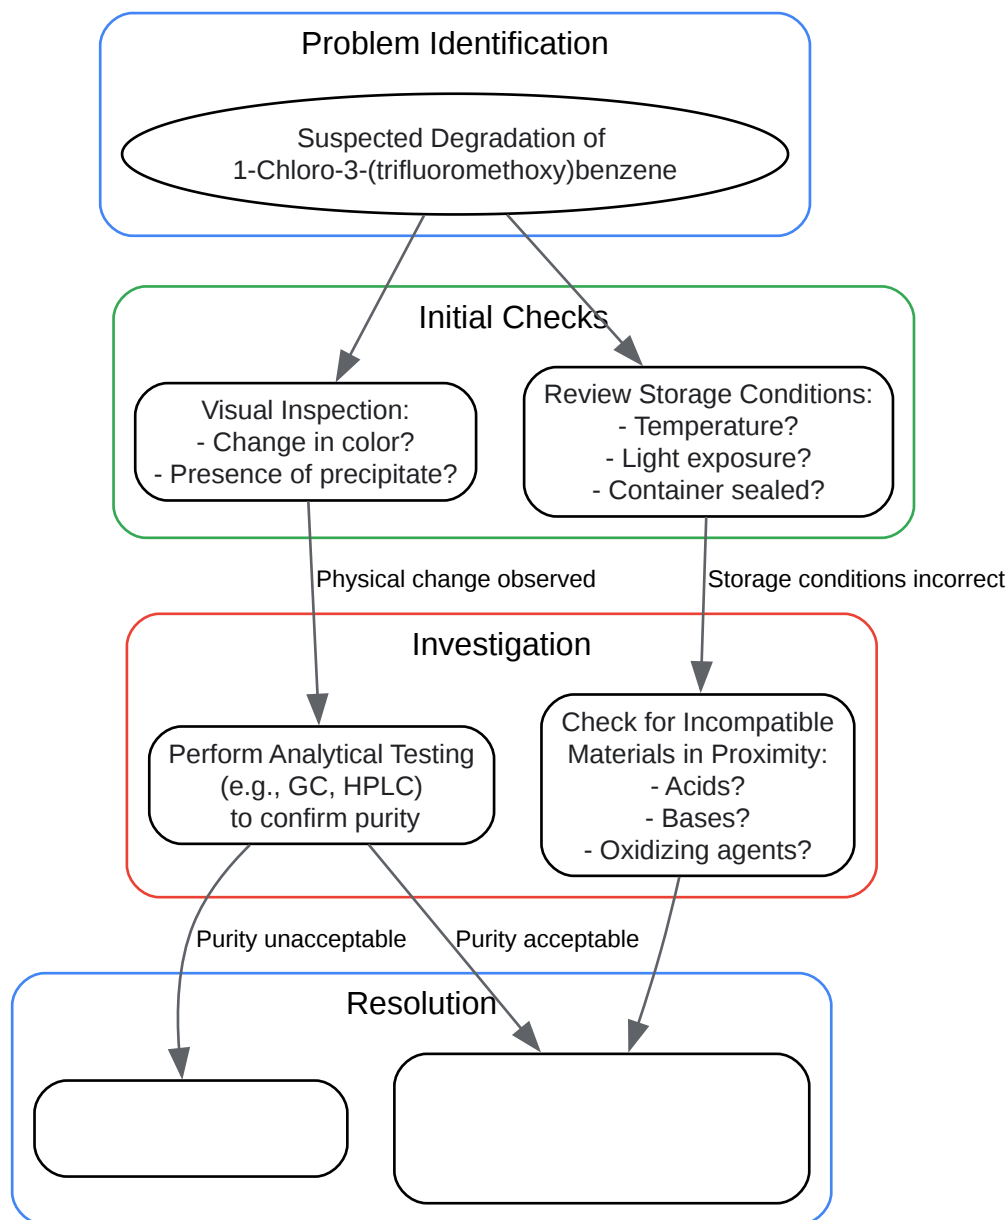 Problem Identification
Suspected Degradation of
1-Chloro-3-(trifluoromethoxy)benzene
Initial Checks
Visual Inspection:
- Change in color?
- Presence of precipitate?
Review Storage Conditions:
- Temperature?
- Light exposure?
- Container sealed?
Physical change observed
Storage conditions incorrect
Investigation
Perform Analytical Testing
(e.g., GC, HPLC)
to confirm purity
Check for Incompatible
Materials in Proximity:
- Acids?
- Bases?
- Oxidizing agents?
Purity unacceptable
Purity acceptable
Resolution